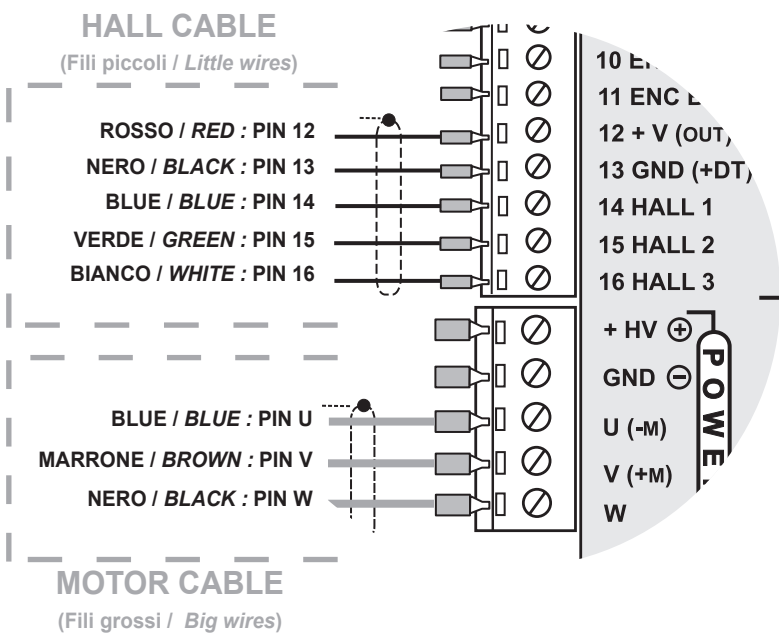 HALL CABLE
(Fili piccoli / Little wires)
ROSSO / RED : PIN 12
NERO / BLACK : PIN 13
BLUE / BLUE : PIN 14
VERDE / GREEN : PIN 15
BIANCO / WHITE : PIN 16
10
11 ENC
12 + V (OUT)
13 GND (+DT)
14 HALL 1
15 HALL 2
16 HALL 3
+ HV +
GND -
U (-M)
V (+M)
W
BLUE / BLUE : PIN U
MARRONE / BROWN : PIN V
NERO / BLACK : PIN W
MOTOR CABLE
(Fili grossi / Big wires)